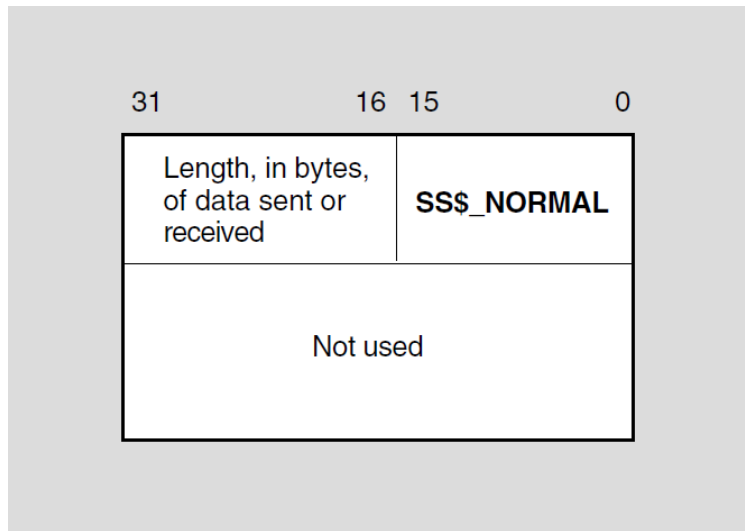 31 16 15 0
Length, in bytes,
of data sent or
received
SS$_NORMAL
Not used